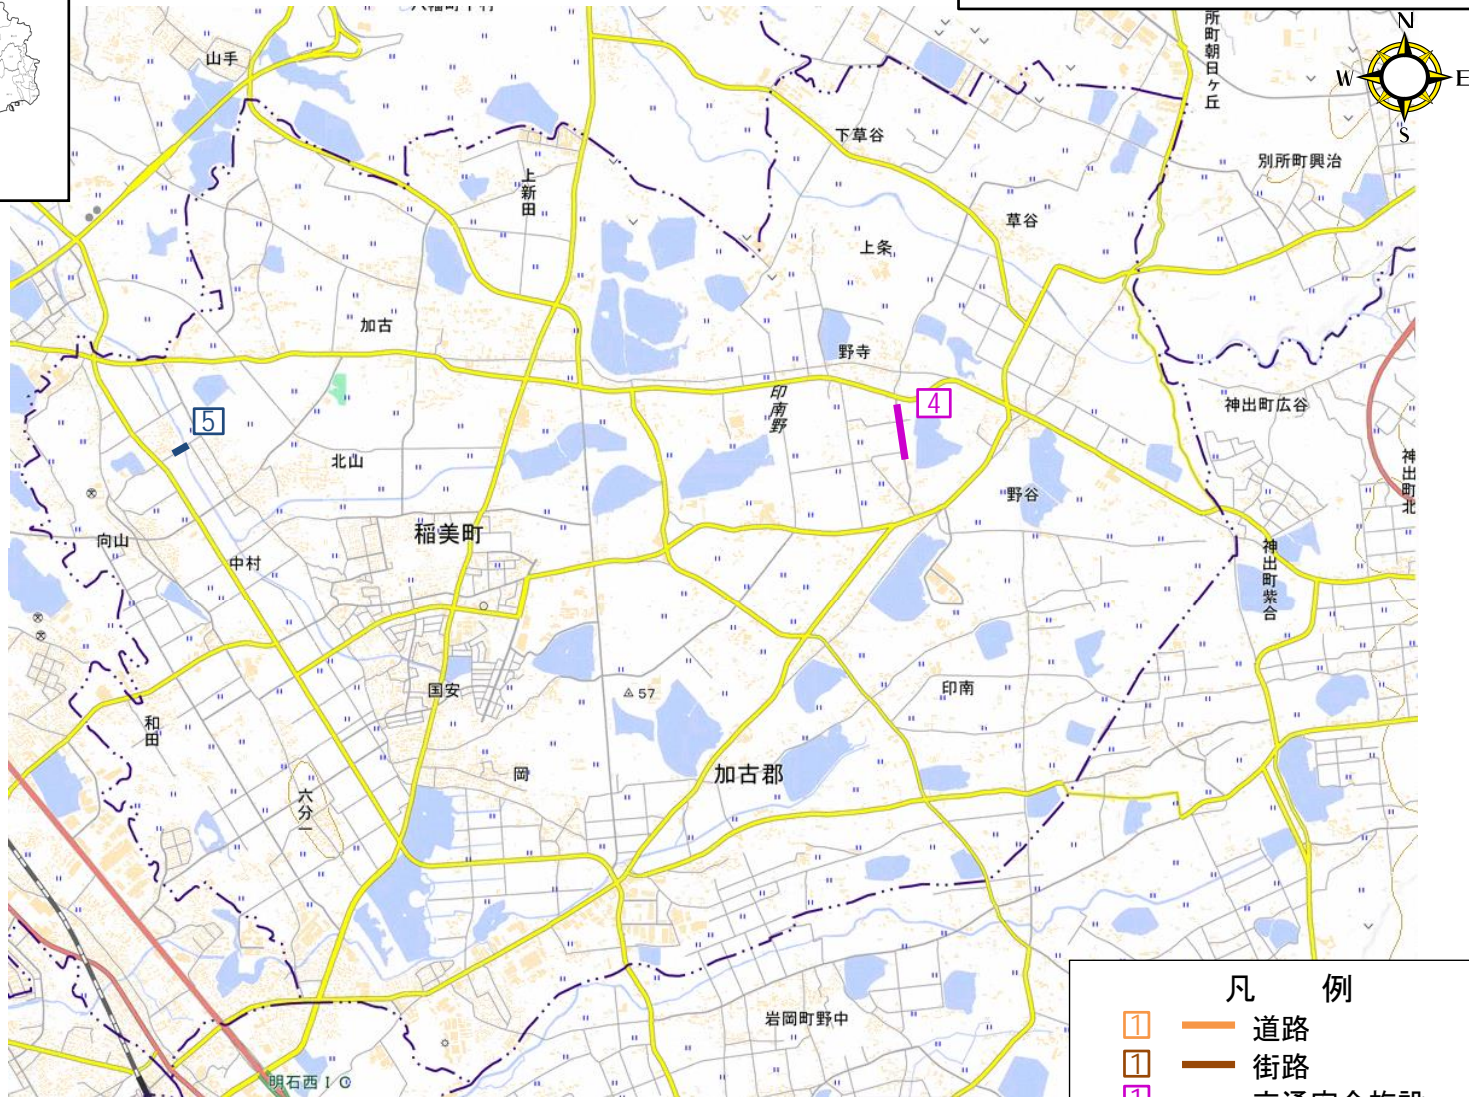 山手
所町朝日ヶ丘
N
W
E
S
下草谷
別所町興治
上新田
草谷
上条
加古
野寺
印南野
4
神出町広谷
5
北山
神出町北
野谷
稲美町
向山
中村
神出町紫合
国安
57
印南
和田
岡
加古郡
六分一
岩岡町野中
明石西ＩＣ
凡 例
1 道路
1 街路
1